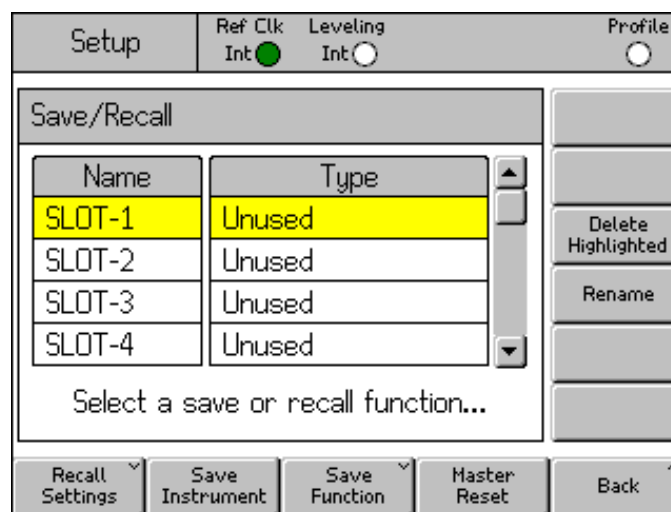 Setup
Ref Clk Leveling
Int Int
Profile
Save/Recall
Name Type
SLOT-1 Unused
SLOT-2 Unused
SLOT-3 Unused
SLOT-4 Unused
Select a save or recall function...
Delete
Highlighted
Rename
Recall
Settings
Save
Instrument
Save
Function
Master
Reset
Back